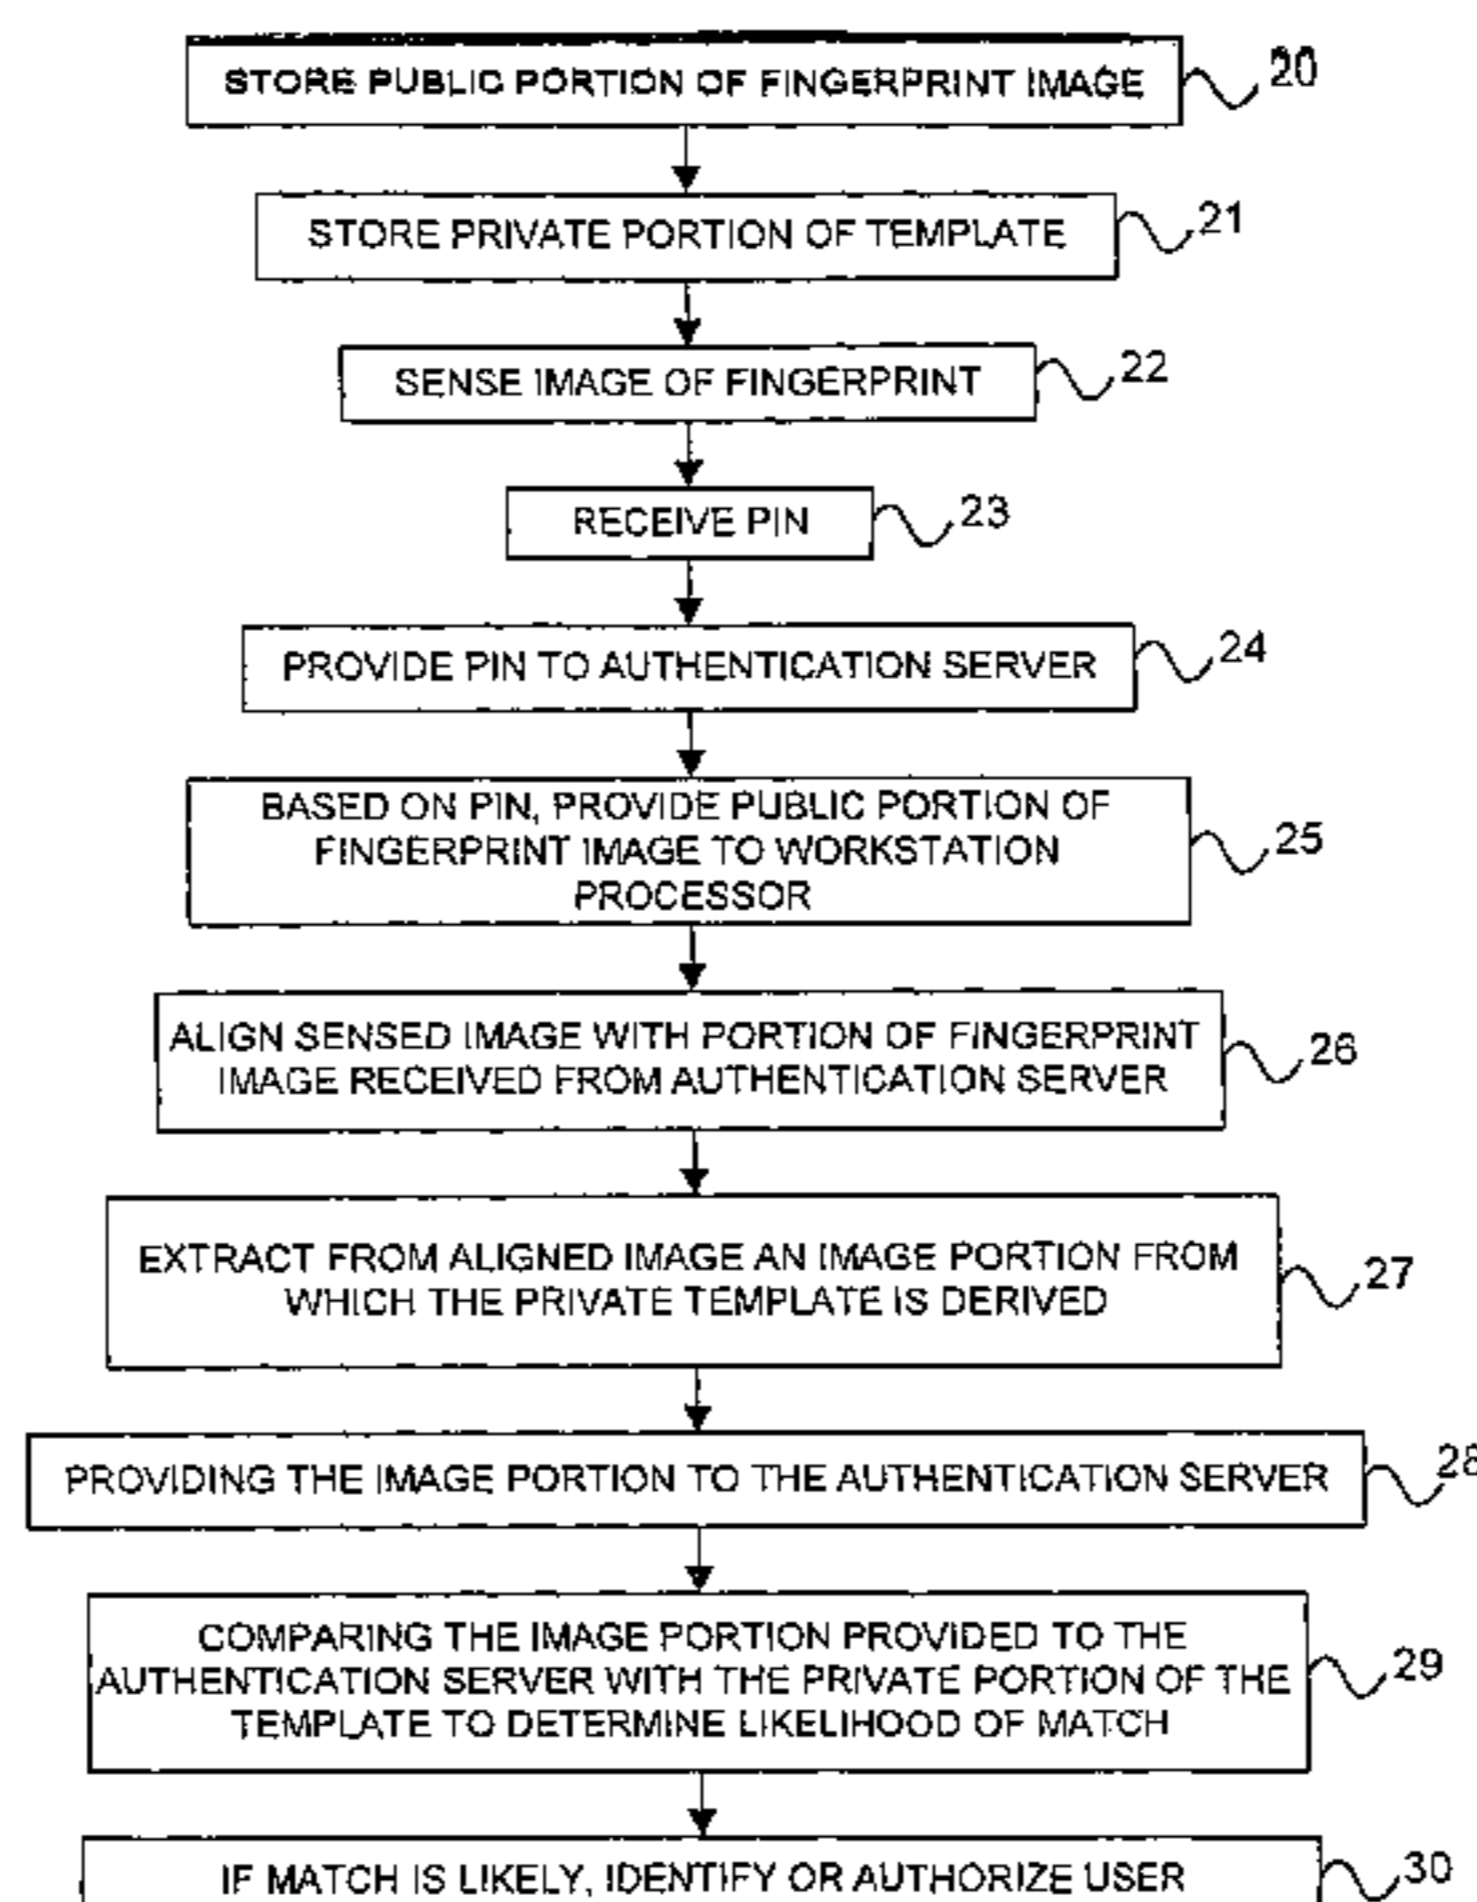 STORE PUBLIC PORTION OF FINGERPRINT IMAGE 20
STORE PRIVATE PORTION OF TEMPLATE 21
SENSE IMAGE OF FINGERPRINT 22
RECEIVE PIN 23
PROVIDE PIN TO AUTHENTICATION SERVER 24
BASED ON PIN, PROVIDE PUBLIC PORTION OF
FINGERPRINT IMAGE TO WORKSTATION 25
PROCESSOR
ALIGN SENSED IMAGE WITH PORTION OF FINGERPRINT 26
IMAGE RECEIVED FROM AUTHENTICATION SERVER
EXTRACT FROM ALIGNED IMAGE AN IMAGE PORTION FROM 27
WHICH THE PRIVATE TEMPLATE IS DERIVED
PROVIDING THE IMAGE PORTION TO THE AUTHENTICATION SERVER 28
COMPARING THE IMAGE PORTION PROVIDED TO THE
AUTHENTICATION SERVER WITH THE PRIVATE PORTION OF THE 29
TEMPLATE TO DETERMINE LIKELIHOOD OF MATCH
IF MATCH IS LIKELY, IDENTIFY OR AUTHORIZE USER 30